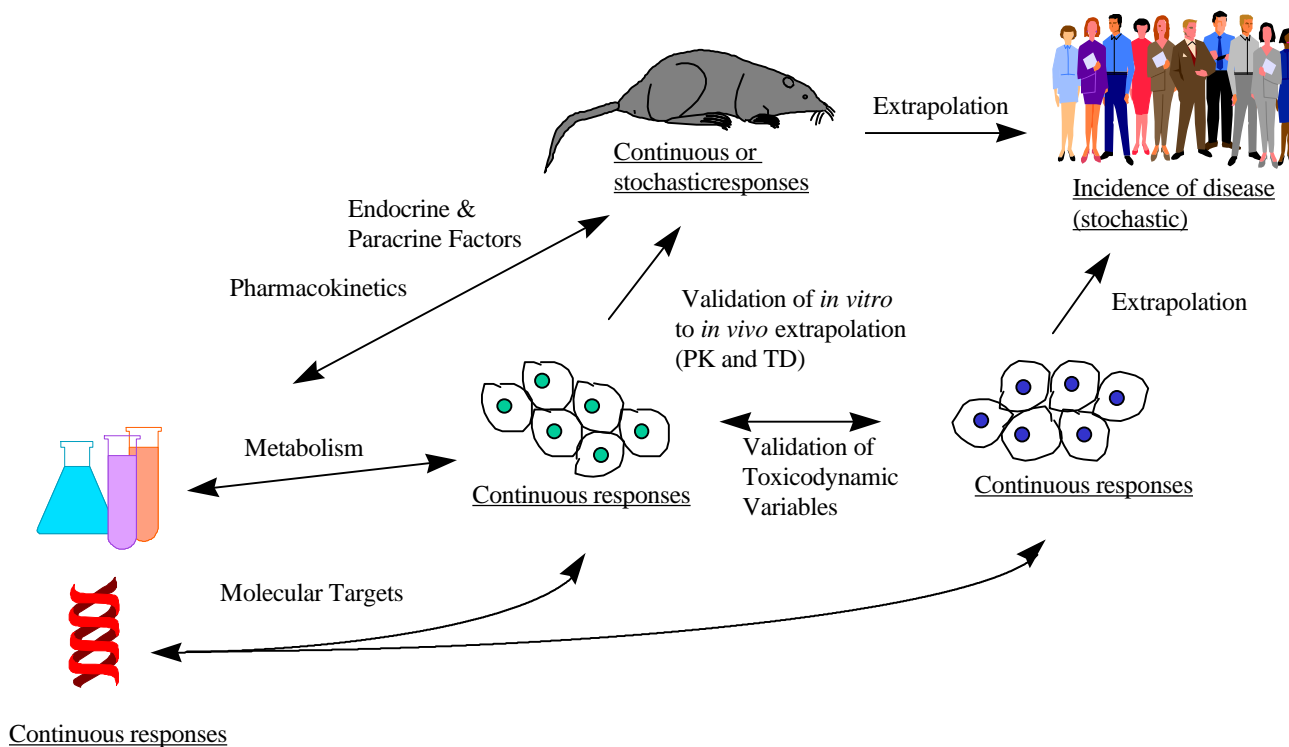 Extrapolation
Continuous or
stochasticresponses
Incidence of disease
(stochastic)
Endocrine &
Paracrine Factors
Pharmacokinetics
Validation of in vitro
to in vivo extrapolation
(PK and TD)
Extrapolation
Metabolism
Continuous responses
Validation of
Toxicodynamic
Variables
Continuous responses
Molecular Targets
Continuous responses